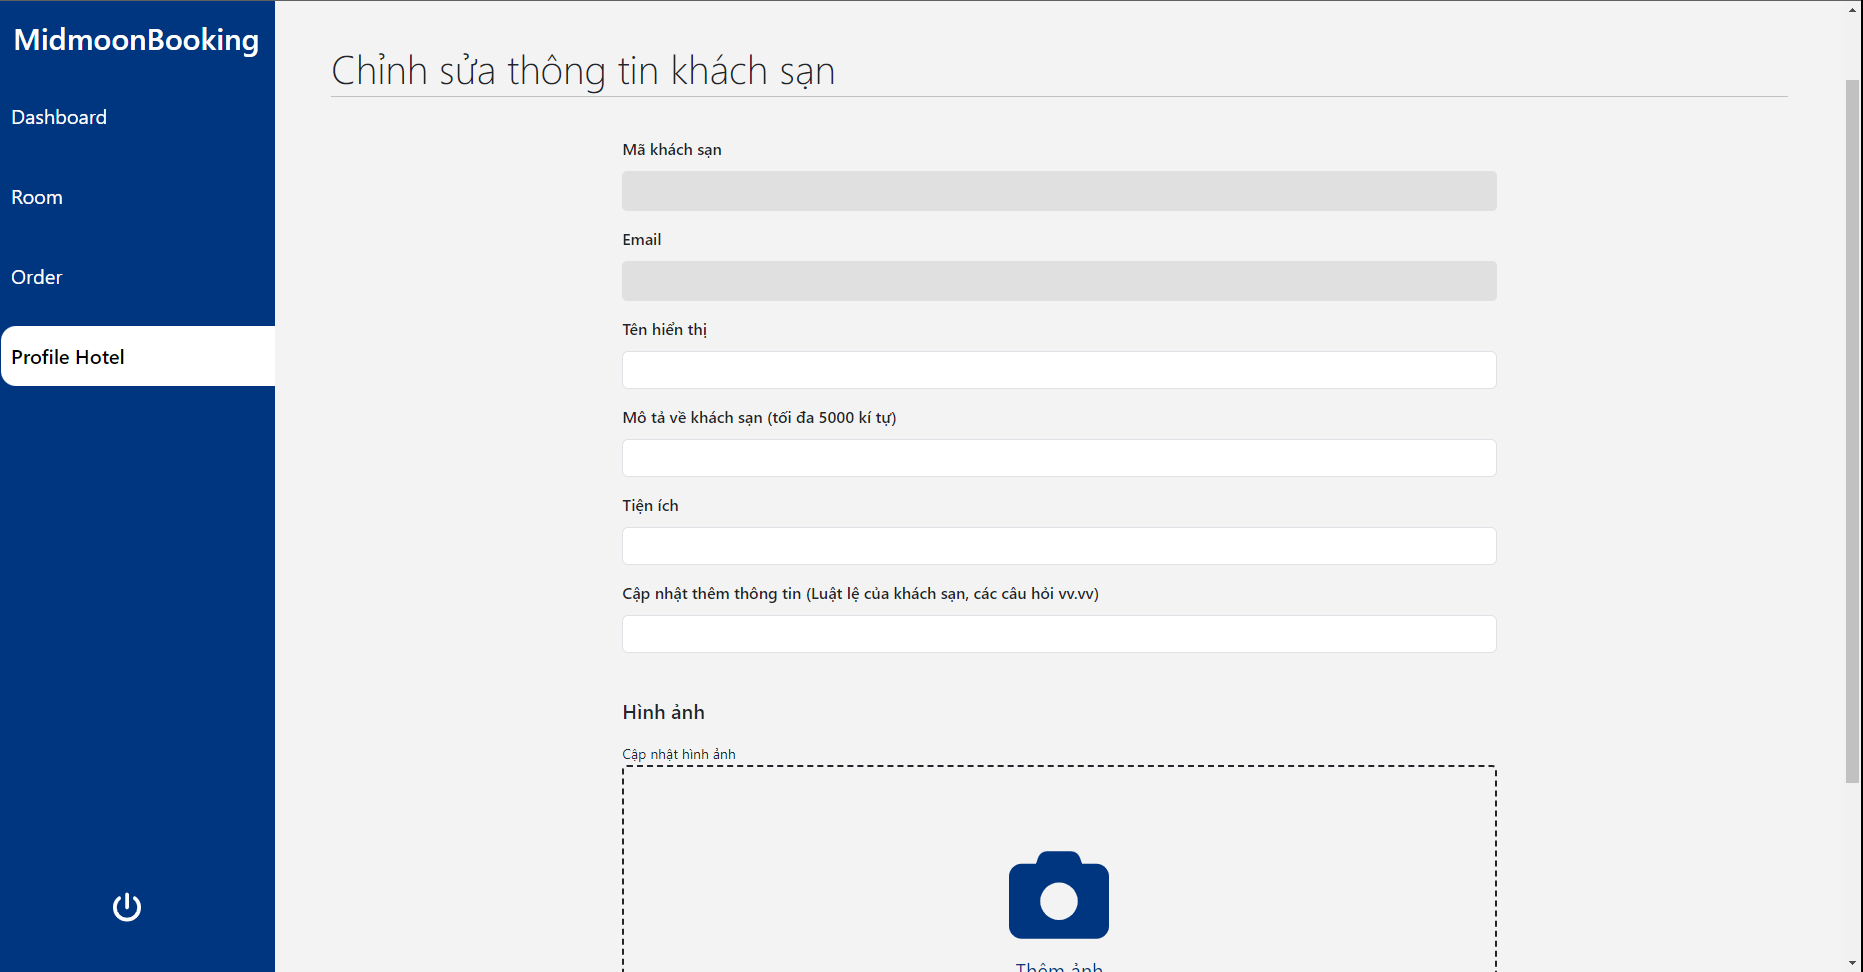 MidmoonBooking
Dashboard
Room
Order
Profile Hotel
Chỉnh sửa thông tin khách sạn
Mã khách sạn
Email
Tên hiển thị
Mô tả về khách sạn (tối đa 5000 kí tự)
Tiện ích
Cập nhật thêm thông tin (Luật lệ của khách sạn, các câu hỏi vv.vv)
Hình ảnh
Cập nhật hình ảnh
Thêm ảnh